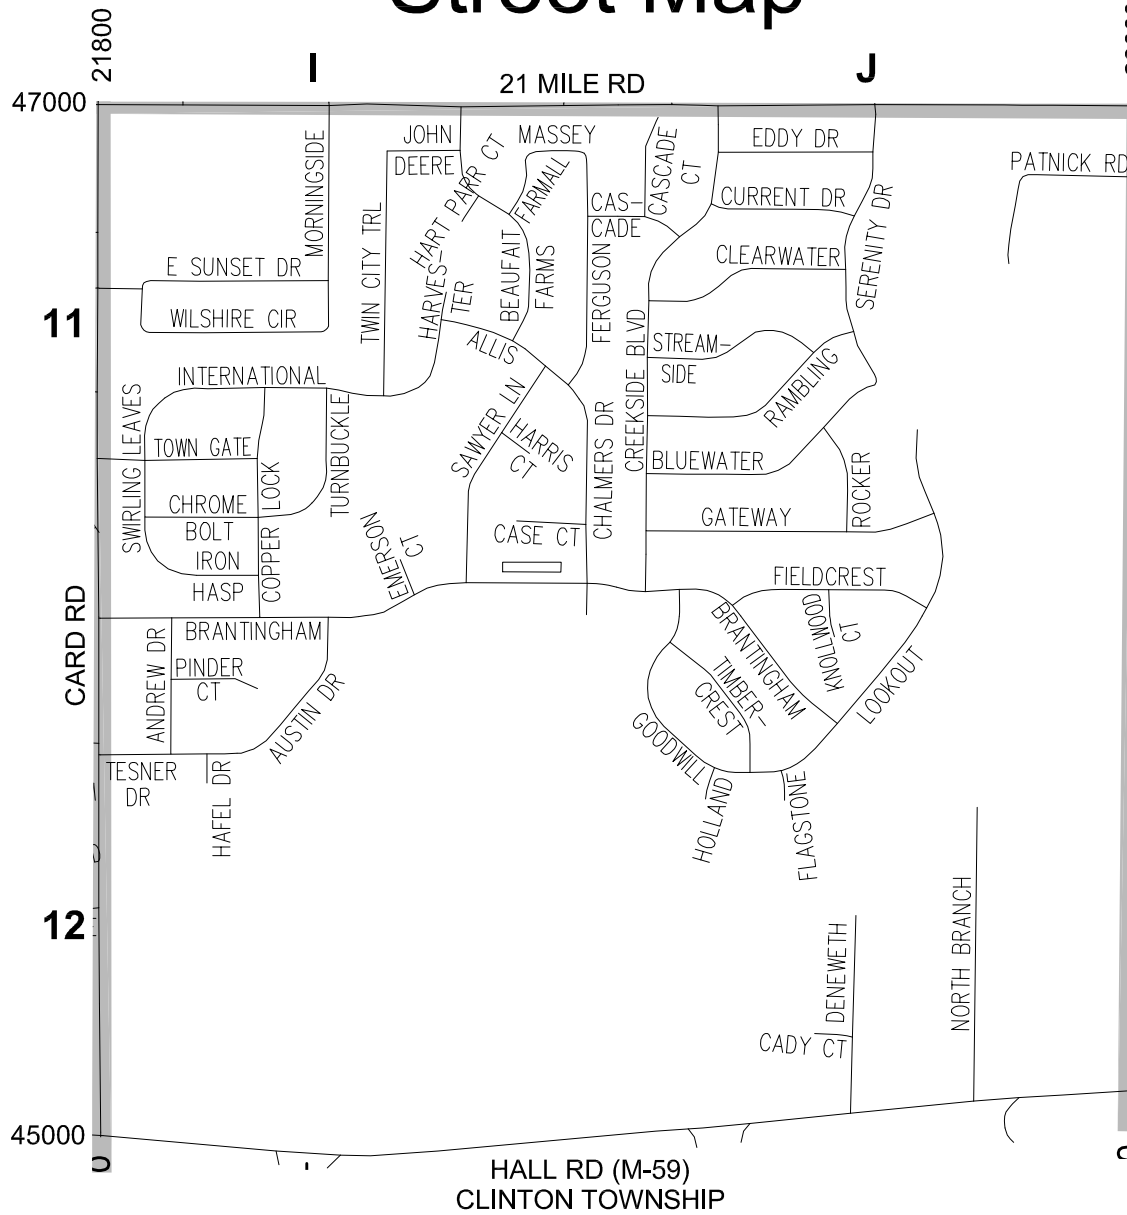 Street Map
21800
I
J
21 MILE RD
47000
JOHN
DEERE
MASSEY
EDDY DR
PATNICK RD
MORNINGSIDE
HART PARR CT
FARMALL
CASCADE
CT
CAS-
CADE
CURRENT DR
SERENITY DR
TWIN CITY TRL
HARVES-
TER
BEAUFAIT
FARMS
FERGUSON
CLEARWATER
E SUNSET DR
WILSHIRE CIR
11
ALLIS
CREEKSIDE BLVD
STREAM-
SIDE
RAMBLING
INTERNATIONAL
SWIRLING LEAVES
TURNBUCKLE
SAWYER LN
HARRIS
CT
CHALMERS DR
TOWN GATE
COPPER LOCK
BLUEWATER
ROCKER
CHROME
BOLT
GATEWAY
EMERSON
CT
CASE CT
IRON
HASP
FIELDCREST
CARD RD
BRANTINGHAM
BRANTINGHAM
KNOLLWOOD
CT
ANDREW DR
PINDER
CT
AUSTIN DR
TIMBER-
CREST
LOOKOUT
GOODWILL
TESNER
DR
HAFEL DR
HOLLAND
FLAGSTONE
12
DENEWETH
NORTH BRANCH
CADY CT
45000
HALL RD (M-59)
CLINTON TOWNSHIP